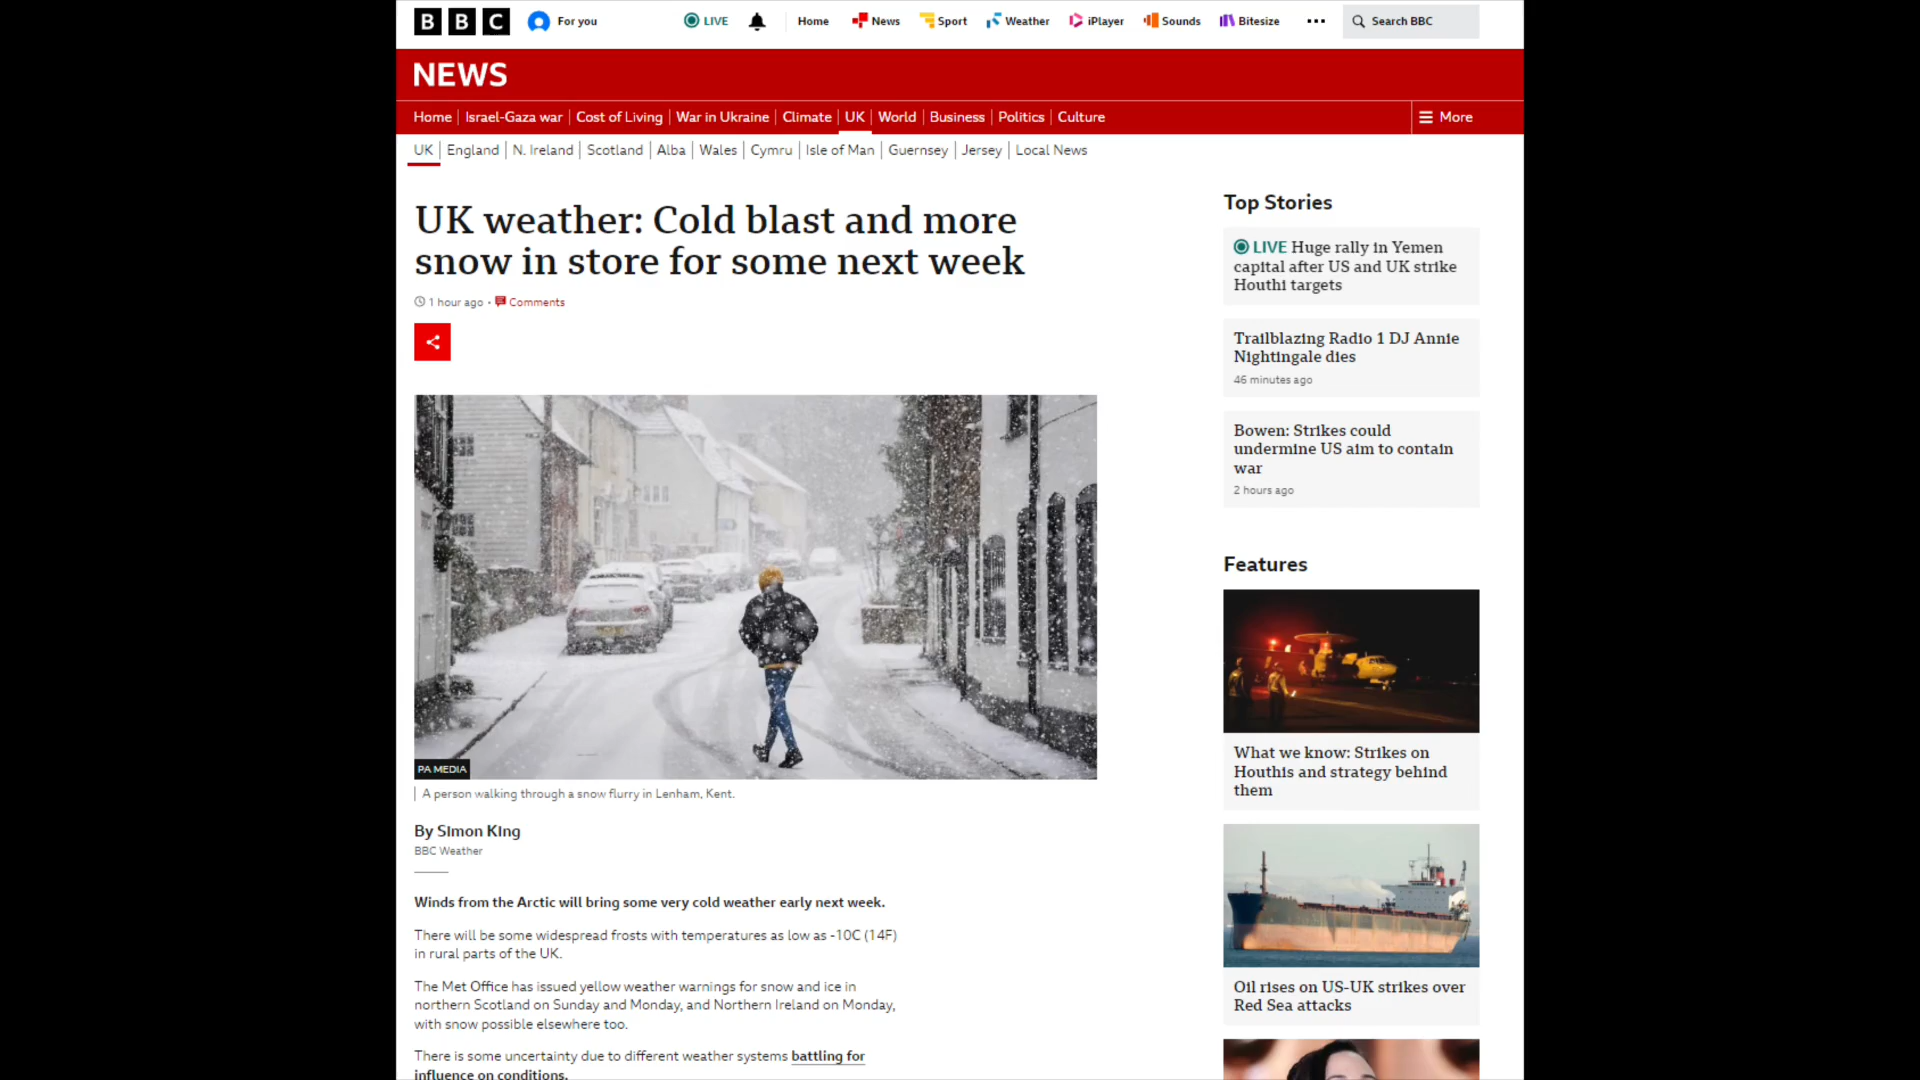 BBC
For you
LIVE
Home
News
Sport
Weather
iPlayer
Sounds
Bitesize
Search BBC
NEWS
Home
Israel-Gaza war
Cost of Living
War in Ukraine
Climate
UK
World
Business
Politics
Culture
More
UK
England
N. Ireland
Scotland
Alba
Wales
Cymru
Isle of Man
Guernsey
Jersey
Local News
UK weather: Cold blast and more
snow in store for some next week
1 hour ago
Comments
PA MEDIA
A person walking through a snow flurry in Lenham, Kent.
By Simon King
BBC Weather
Winds from the Arctic will bring some very cold weather early next week.
There will be some widespread frosts with temperatures as low as -10C (14F)
in rural parts of the UK.
The Met Office has issued yellow weather warnings for snow and ice in
northern Scotland on Sunday and Monday, and Northern Ireland on Monday,
with snow possible elsewhere too.
There is some uncertainty due to different weather systems battling for
influence on conditions.
Top Stories
LIVE Huge rally in Yemen
capital after US and UK strike
Houthi targets
Trailblazing Radio 1 DJ Annie
Nightingale dies
46 minutes ago
Bowen: Strikes could
undermine US aim to contain
war
2 hours ago
Features
What we know: Strikes on
Houthis and strategy behind
them
Oil rises on US-UK strikes over
Red Sea attacks